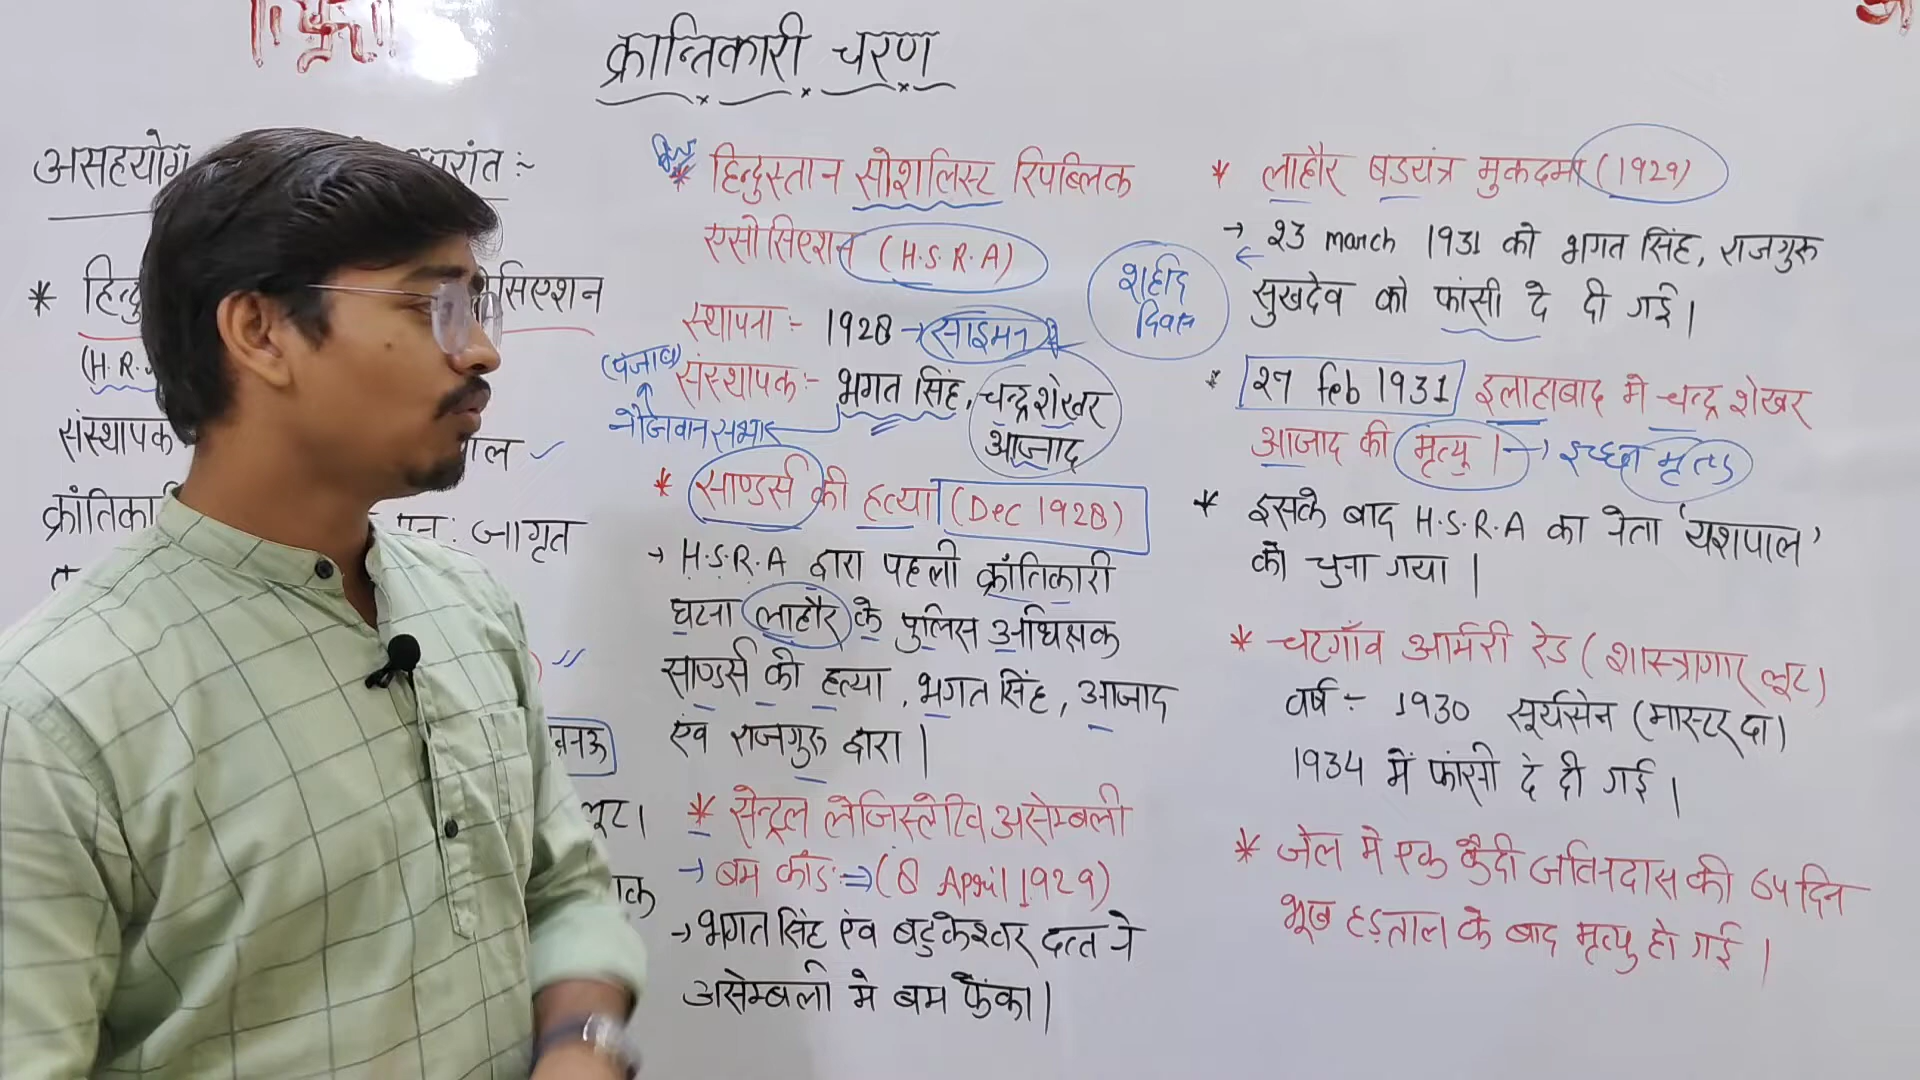 क्रान्तिकारी चरण
असहयोग
परांत :-
* हिन्दु
सिएशन
(H.R.
संस्थापक
ल
क्रांतिका
पुन: जागृत
खनऊ
लूट।
* हिन्दुस्तान सोशलिस्ट रिपब्लिक
एसोसिएशन (H.S.R.A)
स्थापना :- 1928 → साइमन
(पंजाब)
संस्थापक :- भगत सिंह, चन्द्रशेखर
आज़ाद
नौजवान सभा
* साण्डर्स की हत्या (Dec 1928)
→ H.S.R.A द्वारा पहली क्राँतिकारी
घटना लाहौर के पुलिस अधिक्षक
साण्डर्स की हत्या, भगत सिंह, आजाद
एंव राजगुरु द्वारा।
* सेन्ट्रल लेजिस्लेटिव असेम्बली
→ बम कांड :⇒ (8 April 1929)
→ भगत सिंह एंव बटुकेश्वर दत्त ने
असेम्बली मे बम फेंका।
शहीद
दिवस
* लाहौर षडयंत्र मुकदमा (1929)
→ 23 march 1931 को भगत सिंह, राजगुरु
सुखदेव को फांसी दे दी गई।
* 27 feb 1931 इलाहाबाद मे चन्द्र शेखर
आजाद की मृत्यु। → इच्छा मृत्यु
* इसके बाद H.S.R.A का नेता 'यशपाल'
को चुना गया।
* चटगाँव आर्मरी रेड (शास्त्रागार लूट)
वर्ष :- 1930 सूर्यसेन (मास्टर दा)
1934 में फांसी दे दी गई।
* जेल मे एक कैदी जतिनदास की 64 दिन
भूख हड़ताल के बाद मृत्यु हो गई।